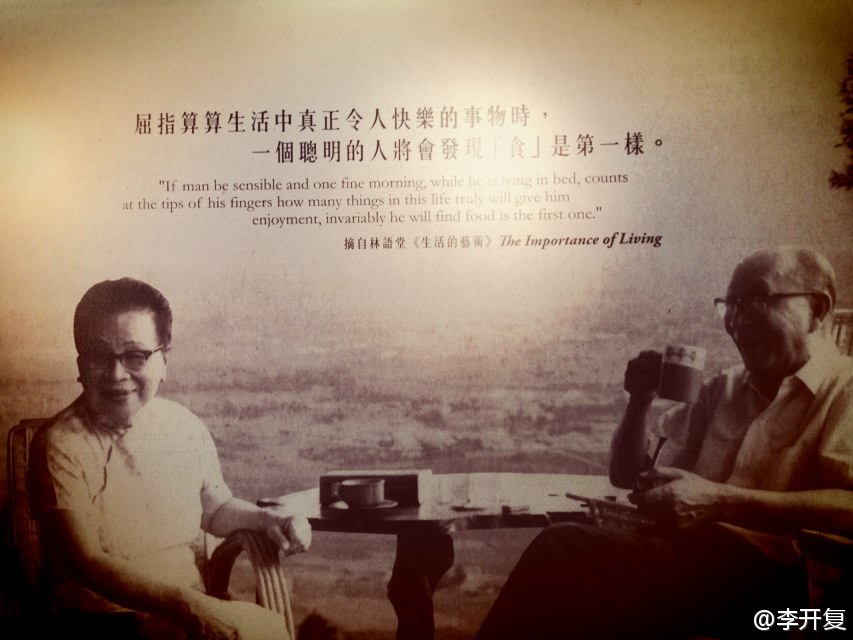 屈指算算生活中真正令人快樂的事物時，
一個聰明的人將會發現「食」是第一樣。
"If man be sensible and one fine morning, while he is lying in bed, counts
at the tips of his fingers how many things in this life truly will give him
enjoyment, invariably he will find food is the first one."
摘自林語堂《生活的藝術》The Importance of Living
@李开复